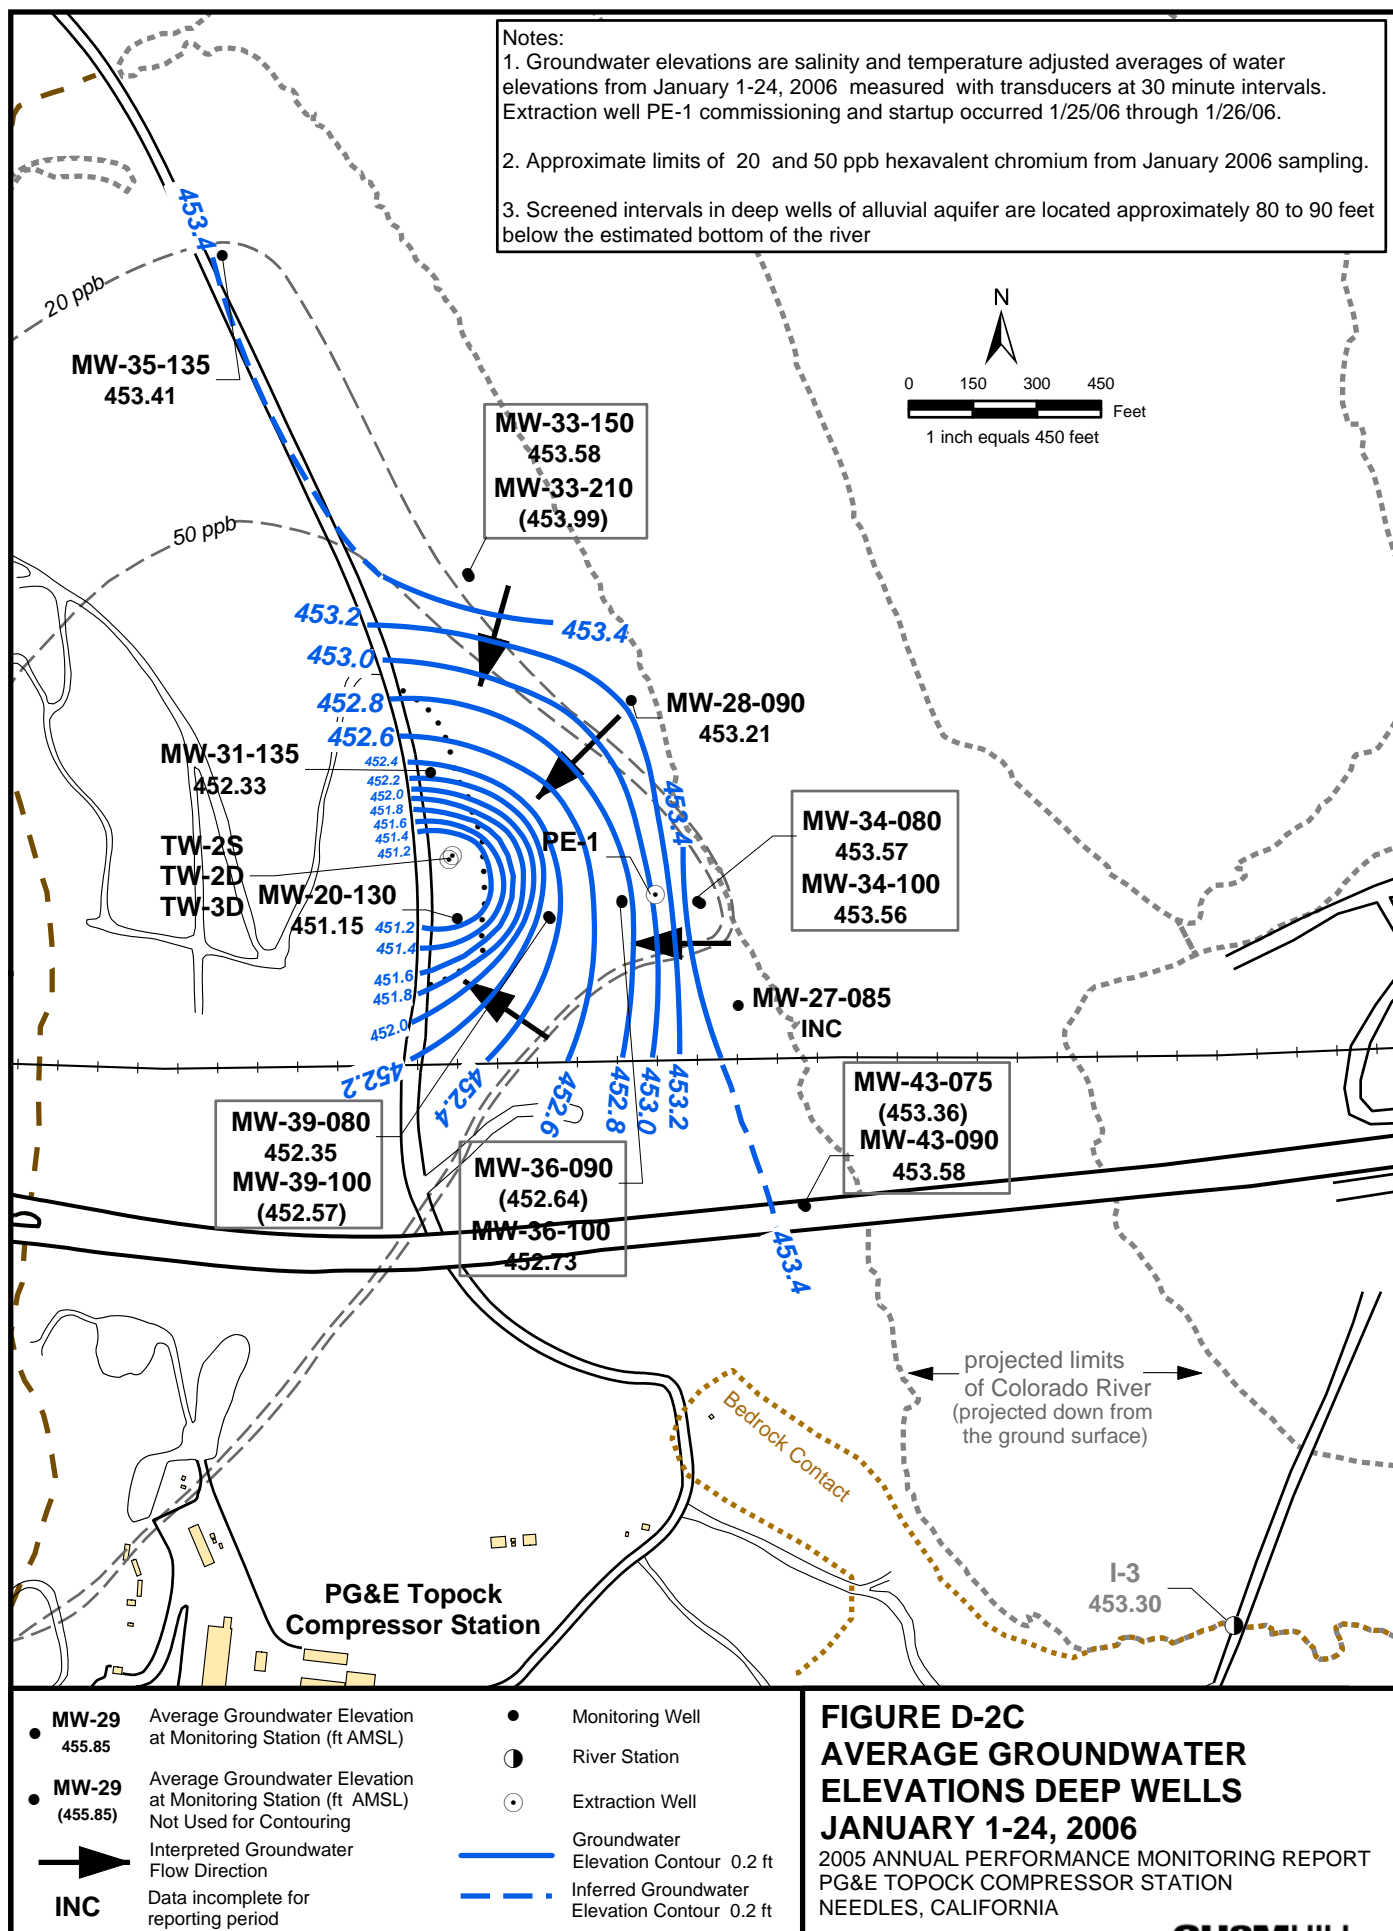 Notes:
1. Groundwater elevations are salinity and temperature adjusted averages of water
elevations from January 1-24, 2006 measured with transducers at 30 minute intervals.
Extraction well PE-1 commissioning and startup occurred 1/25/06 through 1/26/06.
2. Approximate limits of 20 and 50 ppb hexavalent chromium from January 2006 sampling.
3. Screened intervals in deep wells of alluvial aquifer are located approximately 80 to 90 feet
below the estimated bottom of the river
453.4
20 ppb
MW-35-135
453.41
N
0 150 300 450
Feet
1 inch equals 450 feet
MW-33-150
453.58
MW-33-210
(453.99)
50 ppb
453.2
453.4
453.0
452.8
452.6
MW-28-090
453.21
MW-31-135
452.33
452.4
452.2
452.0
451.8
451.6
451.4
451.2
453.4
PE-1
MW-34-080
453.57
MW-34-100
453.56
TW-2S
TW-2D
TW-3D
MW-20-130
451.15
451.2
451.4
451.6
451.8
452.0
452.2
452.4
452.6
452.8
453.0
453.2
MW-27-085
INC
MW-43-075
(453.36)
MW-43-090
453.58
MW-39-080
452.35
MW-39-100
(452.57)
MW-36-090
(452.64)
MW-36-100
452.73
453.4
projected limits
of Colorado River
(projected down from
the ground surface)
Bedrock Contact
I-3
453.30
PG&E Topock
Compressor Station
MW-29
455.85
Average Groundwater Elevation
at Monitoring Station (ft AMSL)
MW-29
(455.85)
Average Groundwater Elevation
at Monitoring Station (ft AMSL)
Not Used for Contouring
Interpreted Groundwater
Flow Direction
INC
Data incomplete for
reporting period
Monitoring Well
River Station
Extraction Well
Groundwater
Elevation Contour 0.2 ft
Inferred Groundwater
Elevation Contour 0.2 ft
FIGURE D-2C
AVERAGE GROUNDWATER
ELEVATIONS DEEP WELLS
JANUARY 1-24, 2006
2005 ANNUAL PERFORMANCE MONITORING REPORT
PG&E TOPOCK COMPRESSOR STATION
NEEDLES, CALIFORNIA